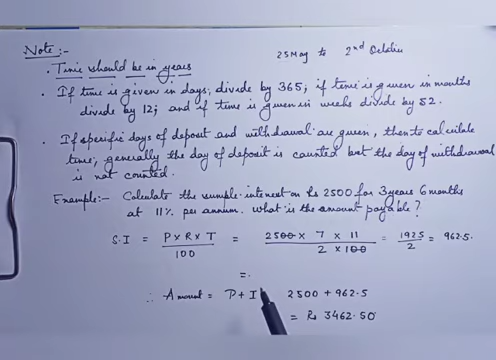 Note :-
25 May to 2nd October
. Time should be in years
. If time is given in days, divide by 365; if time is given in months
divide by 12; and if time is given in weeks divide by 52.
. If specific days of deposit and withdrawal are given, then to calculate
time, generally the day of deposit is counted but the day of withdrawal
is not counted.
Example:- Calculate the simple interest on Rs 2500 for 3 years 6 months
at 11% per annum. What is the amount payable?
S.I = P x R x T / 100 = 2500 x 7 x 11 / 2 x 100 = 1925 / 2 = 962.5.
=.
∴ Amount = P + I 2500 + 962.5
= Rs 3462.50